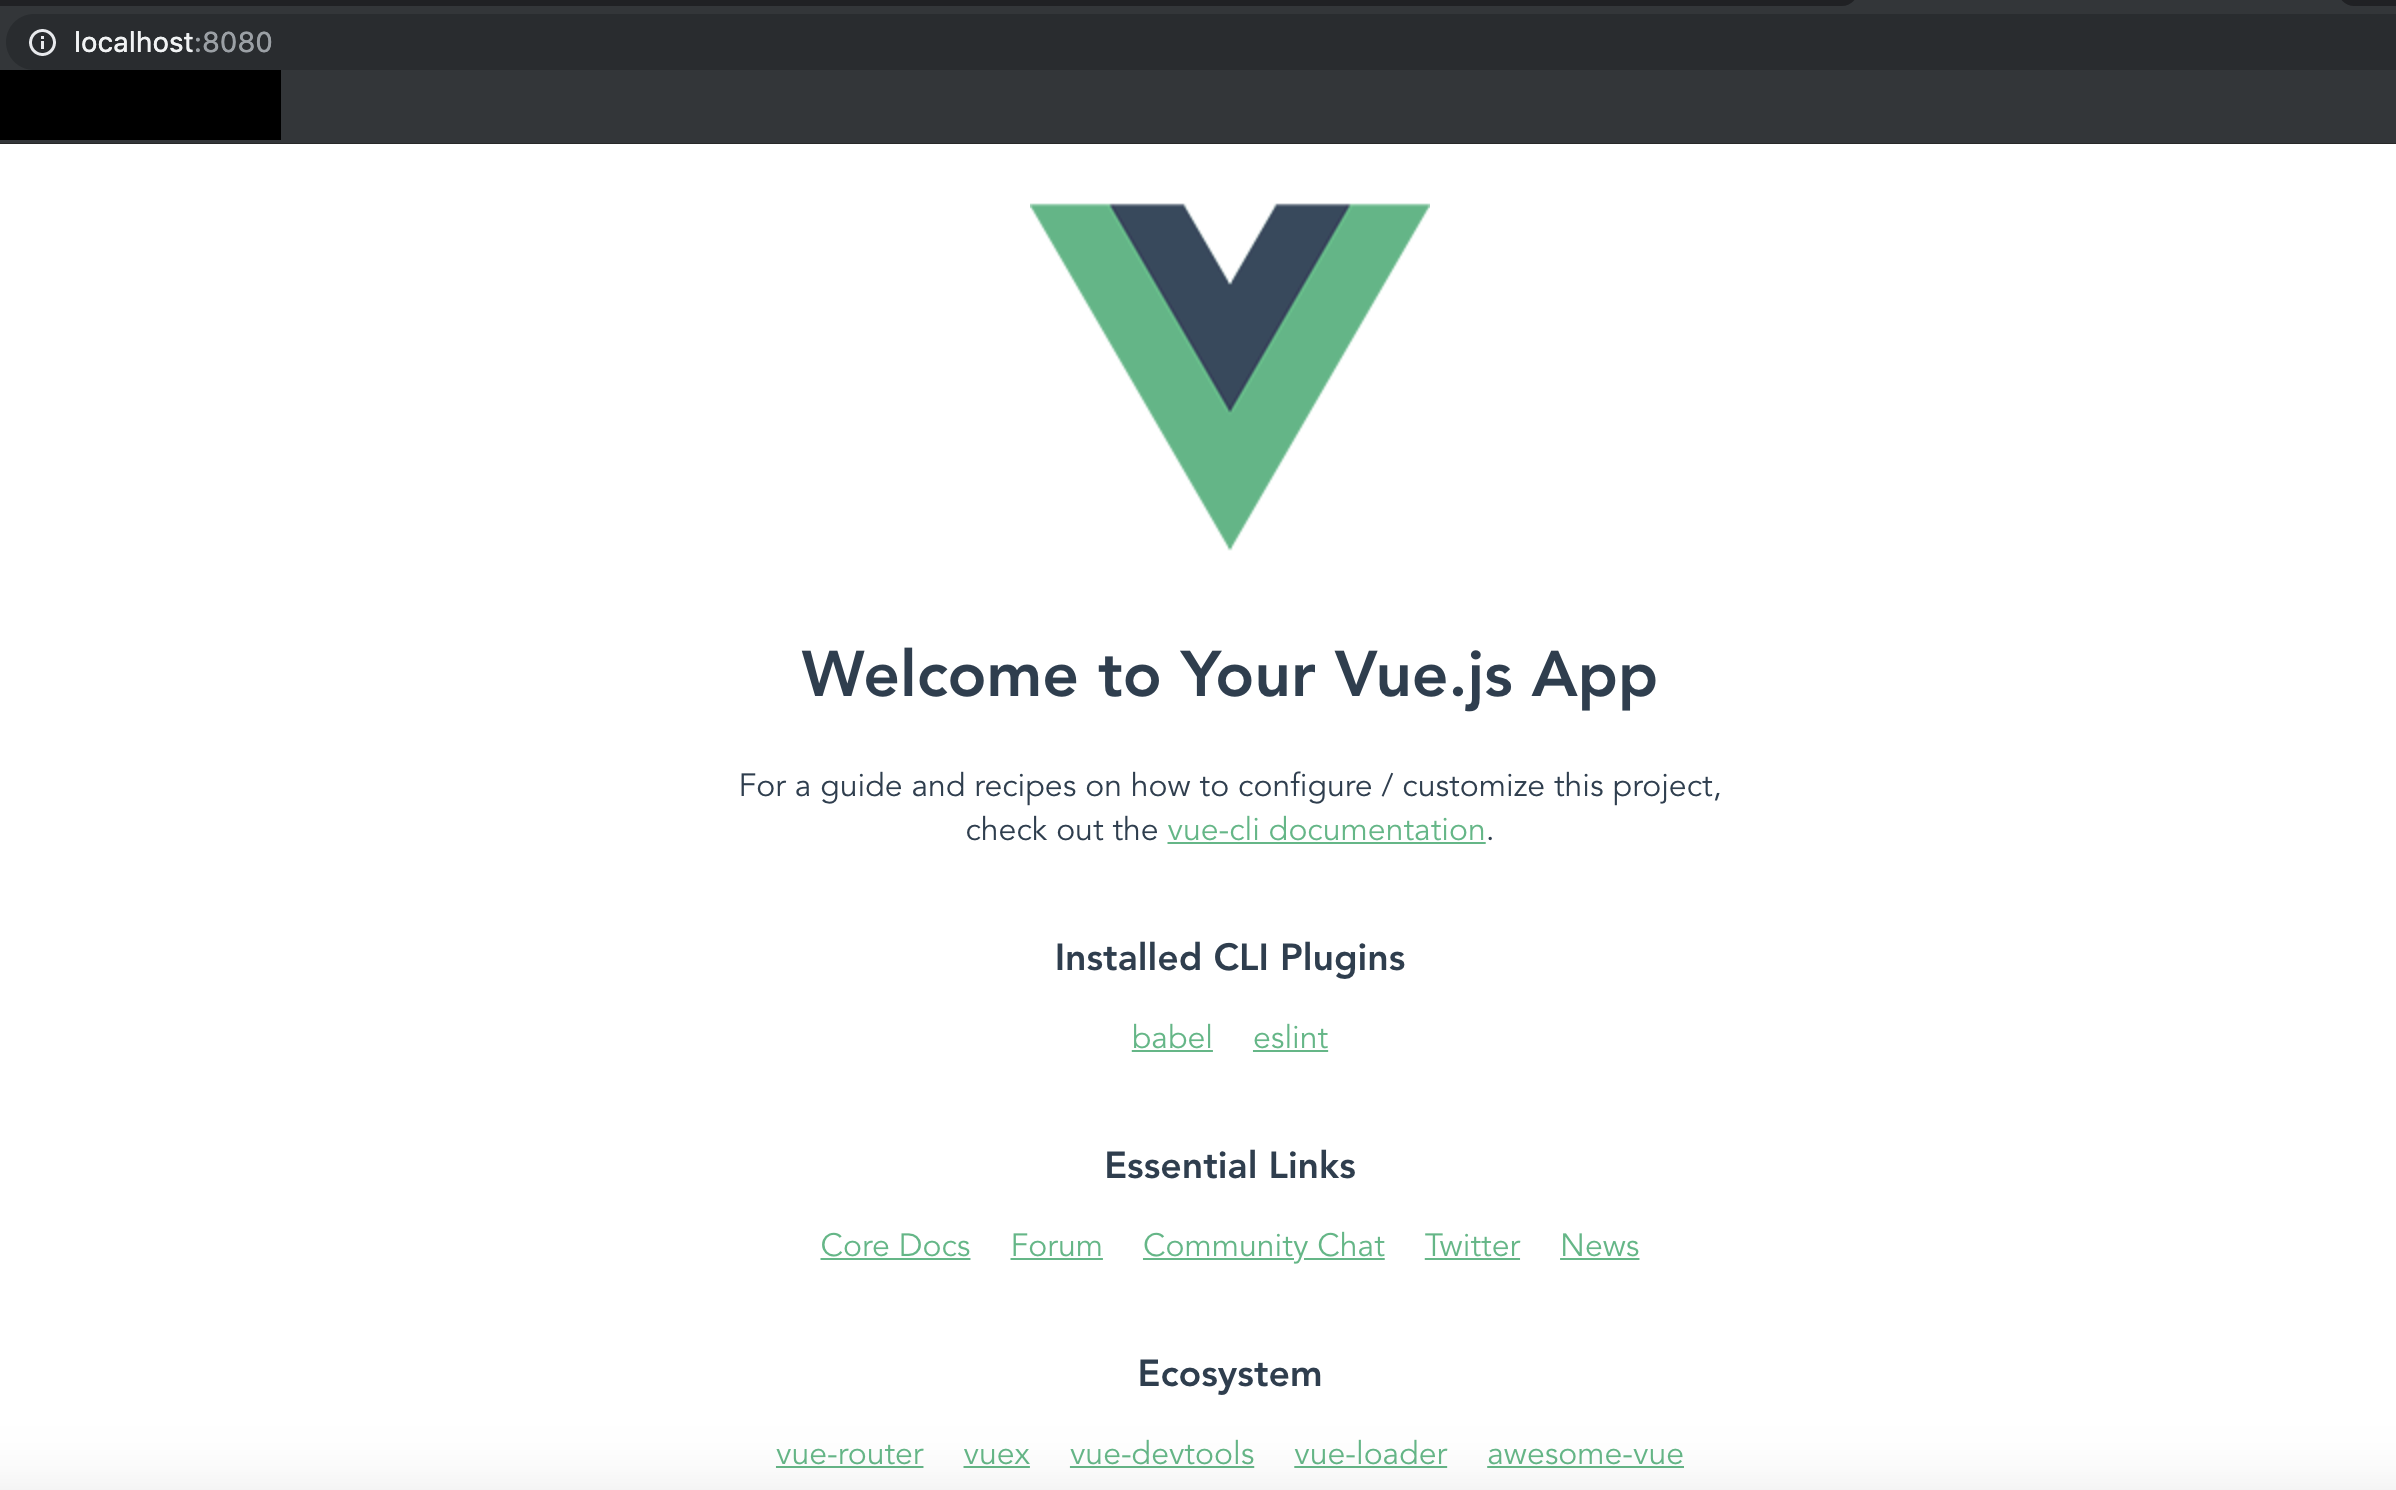 localhost:8080
Welcome to Your Vue.js App
For a guide and recipes on how to configure / customize this project,
check out the vue-cli documentation.
Installed CLI Plugins
babel eslint
Essential Links
Core Docs Forum Community Chat Twitter News
Ecosystem
vue-router vuex vue-devtools vue-loader awesome-vue